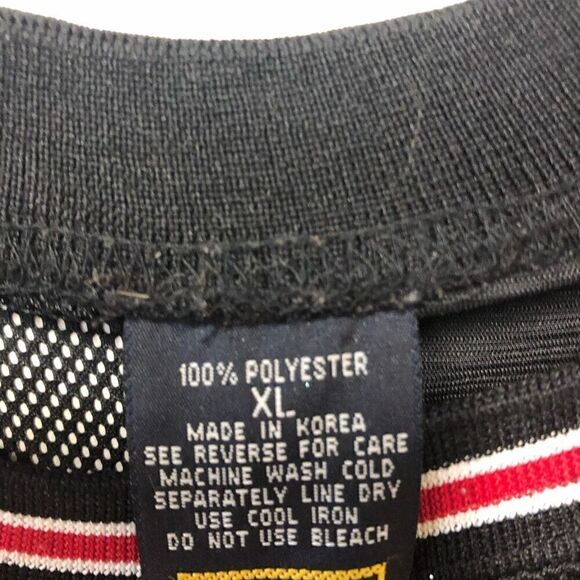 100% POLYESTER
XL
MADE IN KOREA
SEE REVERSE FOR CARE
MACHINE WASH COLD
SEPARATELY LINE DRY
USE COOL IRON
DO NOT USE BLEACH